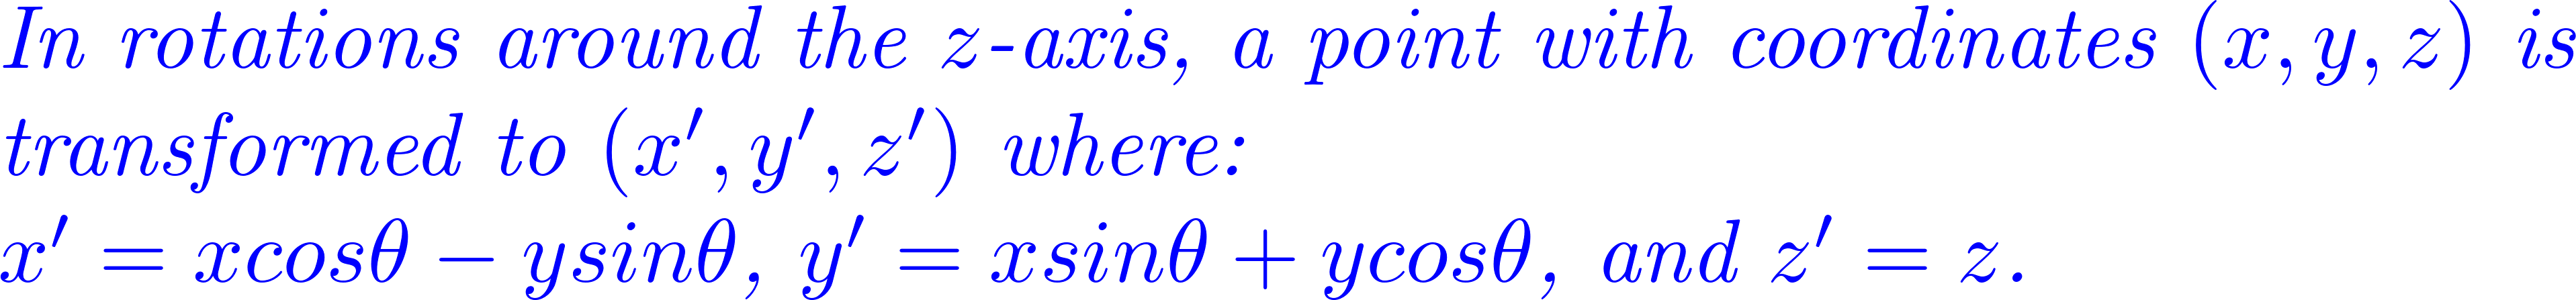 In rotations around the z-axis, a point with coordinates (x, y, z) is
transformed to (x′, y′, z′) where:
x′ = xcosθ − ysinθ, y′ = xsinθ + ycosθ, and z′ = z.